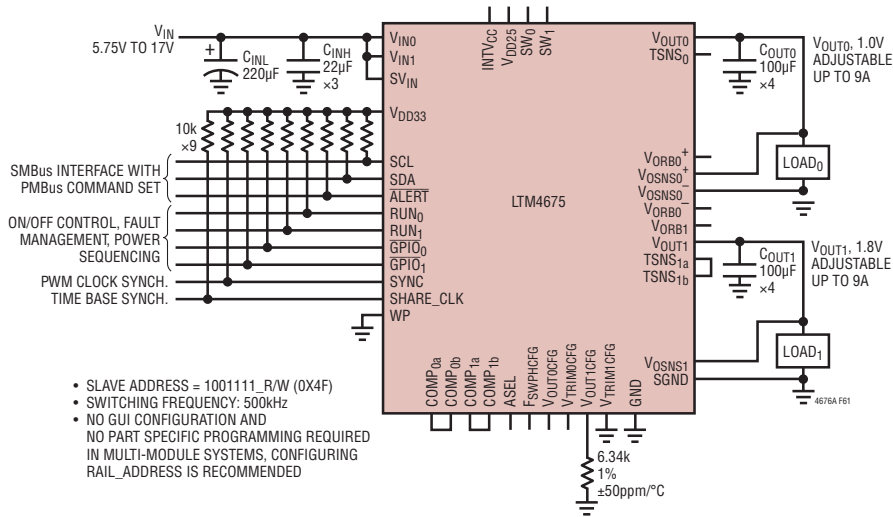 VIN
5.75V TO 17V
+
CINL
220µF
CINH
22µF
×3
VIN0
VIN1
SVIN
VDD33
INTVCC
VDD25
SW0
SW1
VOUT0
TSNS0
COUT0
100µF
×4
VOUT0, 1.0V
ADJUSTABLE
UP TO 9A
10k
×9
SMBus INTERFACE WITH
PMBus COMMAND SET
ON/OFF CONTROL, FAULT
MANAGEMENT, POWER
SEQUENCING
PWM CLOCK SYNCH.
TIME BASE SYNCH.
SCL
SDA
ALERT
RUN0
RUN1
GPIO0
GPIO1
SYNC
SHARE_CLK
WP
LTM4675
VORB0+
VOSNS0+
VOSNS0–
VORB0–
VORB1
VOUT1
TSNS1a
TSNS1b
LOAD0
COUT1
100µF
×4
VOUT1, 1.8V
ADJUSTABLE
UP TO 9A
VOSNS1
SGND
LOAD1
4676A F61
COMP0a
COMP0b
COMP1a
COMP1b
ASEL
FSWPHCFG
VOUT0CFG
VTRIM0CFG
VOUT1CFG
VTRIM1CFG
GND
6.34k
1%
±50ppm/°C
• SLAVE ADDRESS = 1001111_R/W (0X4F)
• SWITCHING FREQUENCY: 500kHz
• NO GUI CONFIGURATION AND
NO PART SPECIFIC PROGRAMMING REQUIRED
IN MULTI-MODULE SYSTEMS, CONFIGURING
RAIL_ADDRESS IS RECOMMENDED